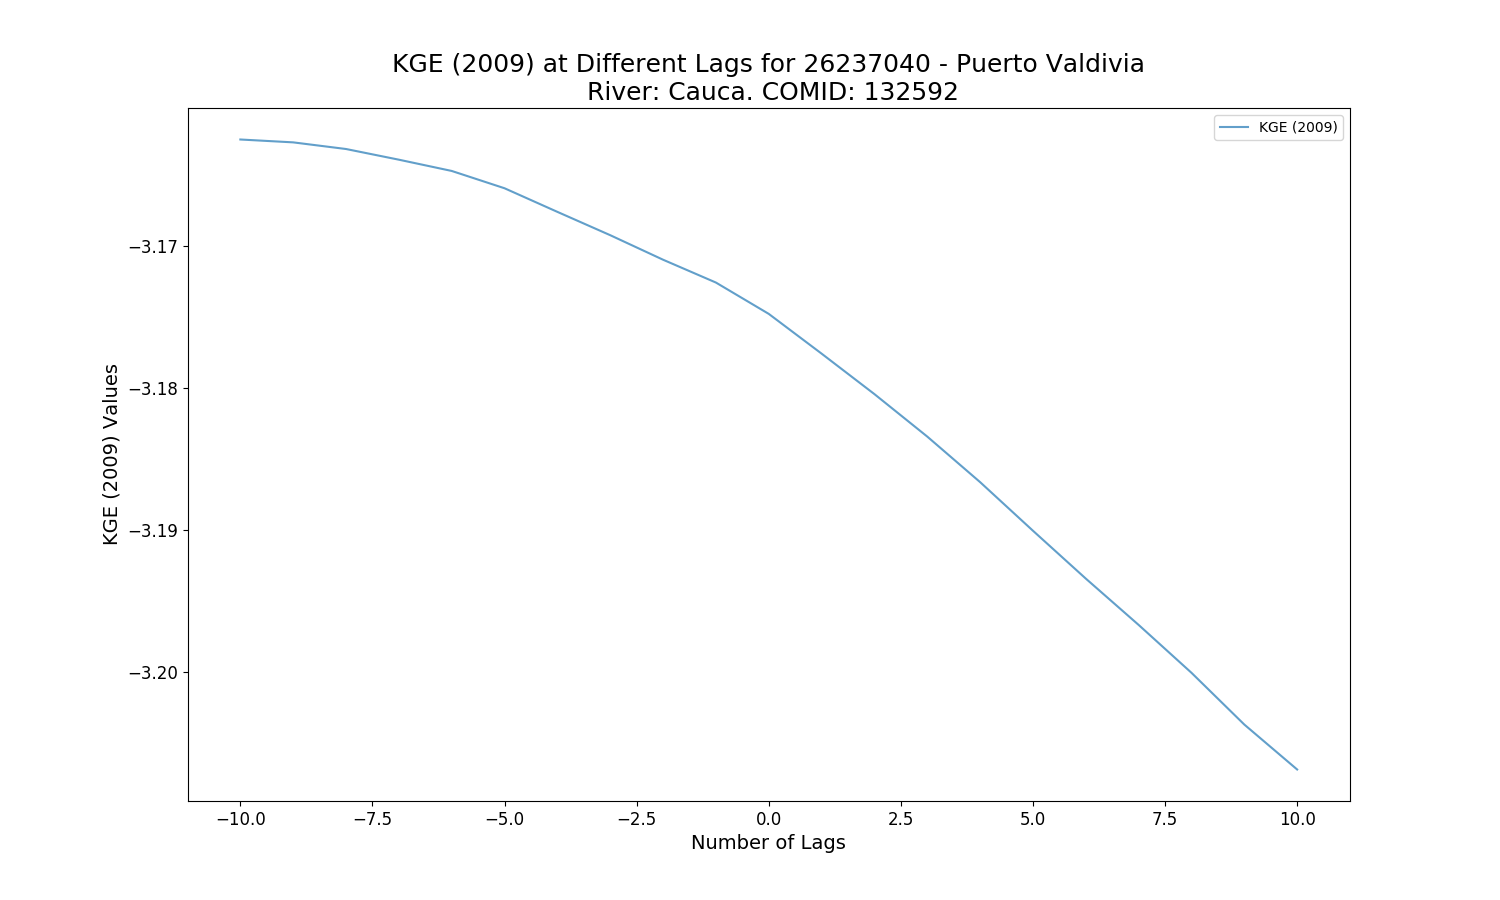 KGE (2009) at Different Lags for 26237040 - Puerto Valdivia
River: Cauca. COMID: 132592
KGE (2009)
KGE (2009) Values
−3.17
−3.18
−3.19
−3.20
−10.0 −7.5 −5.0 −2.5 0.0 2.5 5.0 7.5 10.0
Number of Lags